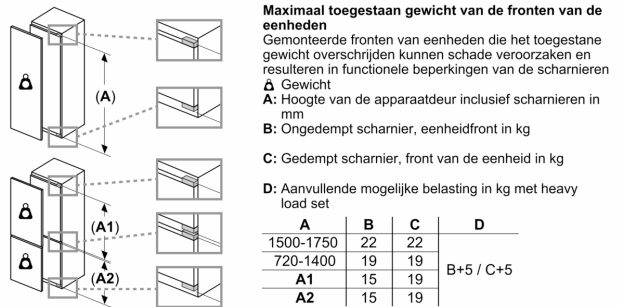 Maximaal toegestaan gewicht van de fronten van de
eenheden
Gemonteerde fronten van eenheden die het toegestane
gewicht overschrijden kunnen schade veroorzaken en
resulteren in functionele beperkingen van de scharnieren
Gewicht
A: Hoogte van de apparaatdeur inclusief scharnieren in
mm
B: Ongedempt scharnier, eenheidfront in kg
C: Gedempt scharnier, front van de eenheid in kg
D: Aanvullende mogelijke belasting in kg met heavy
load set
A B C D
1500-1750 22 22
720-1400 19 19
B+5 / C+5
A1 15 19
A2 15 19
(A)
(A1)
(A2)